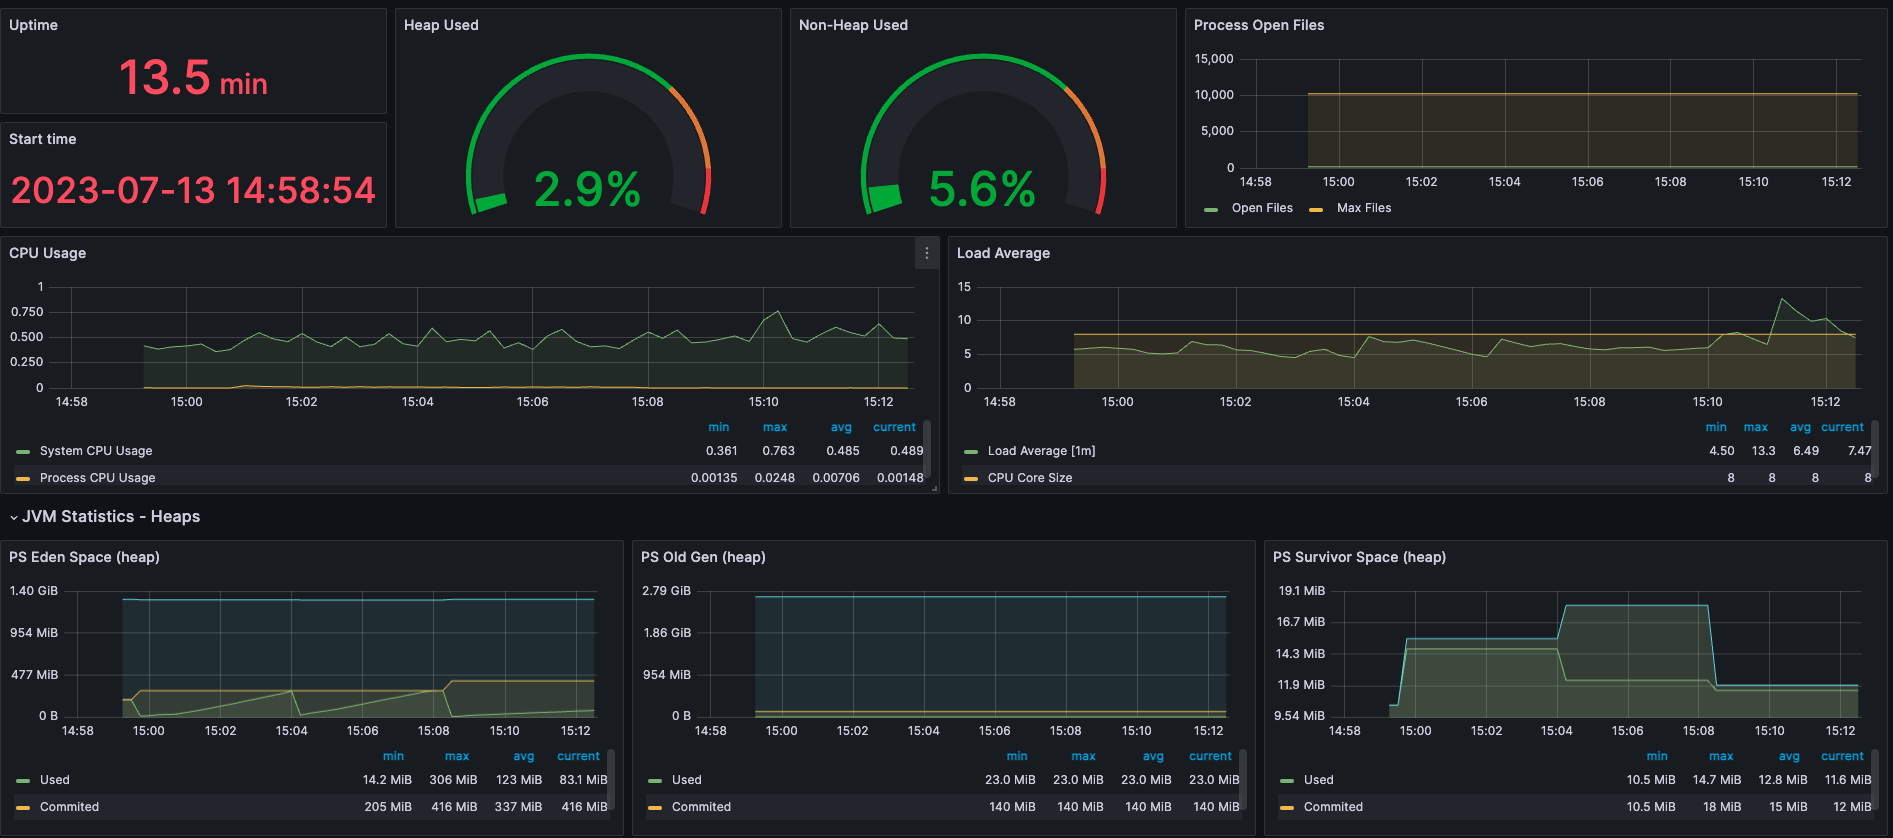 Uptime
13.5 min
Start time
2023-07-13 14:58:54
Heap Used
2.9%
Non-Heap Used
5.6%
Process Open Files
15,000
10,000
5,000
0
14:58 15:00 15:02 15:04 15:06 15:08 15:10 15:12
Open Files Max Files
CPU Usage
1
0.750
0.500
0.250
0
14:58 15:00 15:02 15:04 15:06 15:08 15:10 15:12
min max avg current
System CPU Usage 0.361 0.763 0.485 0.489
Process CPU Usage 0.00135 0.0248 0.00706 0.00148
Load Average
15
10
5
0
14:58 15:00 15:02 15:04 15:06 15:08 15:10 15:12
min max avg current
Load Average [1m] 4.50 13.3 6.49 7.47
CPU Core Size 8 8 8 8
JVM Statistics - Heaps
PS Eden Space (heap)
1.40 GiB
954 MiB
477 MiB
0 B
14:58 15:00 15:02 15:04 15:06 15:08 15:10 15:12
min max avg current
Used 14.2 MiB 306 MiB 123 MiB 83.1 MiB
Commited 205 MiB 416 MiB 337 MiB 416 MiB
PS Old Gen (heap)
2.79 GiB
1.86 GiB
954 MiB
0 B
14:58 15:00 15:02 15:04 15:06 15:08 15:10 15:12
min max avg current
Used 23.0 MiB 23.0 MiB 23.0 MiB 23.0 MiB
Commited 140 MiB 140 MiB 140 MiB 140 MiB
PS Survivor Space (heap)
19.1 MiB
16.7 MiB
14.3 MiB
11.9 MiB
9.54 MiB
14:58 15:00 15:02 15:04 15:06 15:08 15:10 15:12
min max avg current
Used 10.5 MiB 14.7 MiB 12.8 MiB 11.6 MiB
Commited 10.5 MiB 18 MiB 15 MiB 12 MiB